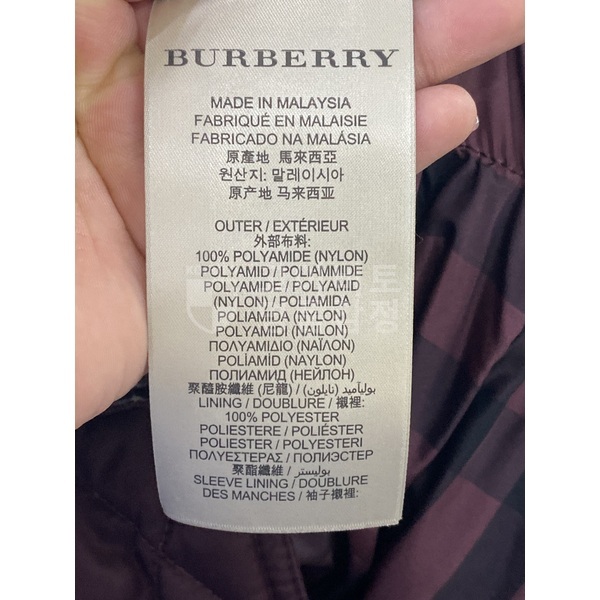 BURBERRY
MADE IN MALAYSIA
FABRIQUÉ EN MALAISIE
FABRICADO NA MALÁSIA
原產地 馬來西亞
원산지: 말레이시아
原产地 马来西亚
OUTER / EXTÉRIEUR
外部布料:
100% POLYAMIDE (NYLON)
POLYAMID / POLIAMMIDE
POLYAMIDE / POLYAMID
(NYLON) / POLIAMIDA
POLIAMIDA (NYLON)
POLYAMIDI (NAILON)
ΠΟΛΥΑΜΙΔΙΟ (ΝΑΪΛΟΝ)
POLİAMİD (NAYLON)
ПОЛИАМИД (НЕЙЛОН)
聚醯胺纖維 (尼龍) / بوليآميد (نايلون)
LINING / DOUBLURE / 襯裡:
100% POLYESTER
POLIESTERE / POLIÉSTER
POLIESTER / POLYESTERI
ΠΟΛΥΕΣΤΕΡΑΣ / ПОЛИЭСТЕР
聚酯纖維 / بوليستر
SLEEVE LINING / DOUBLURE
DES MANCHES / 袖子襯裡: